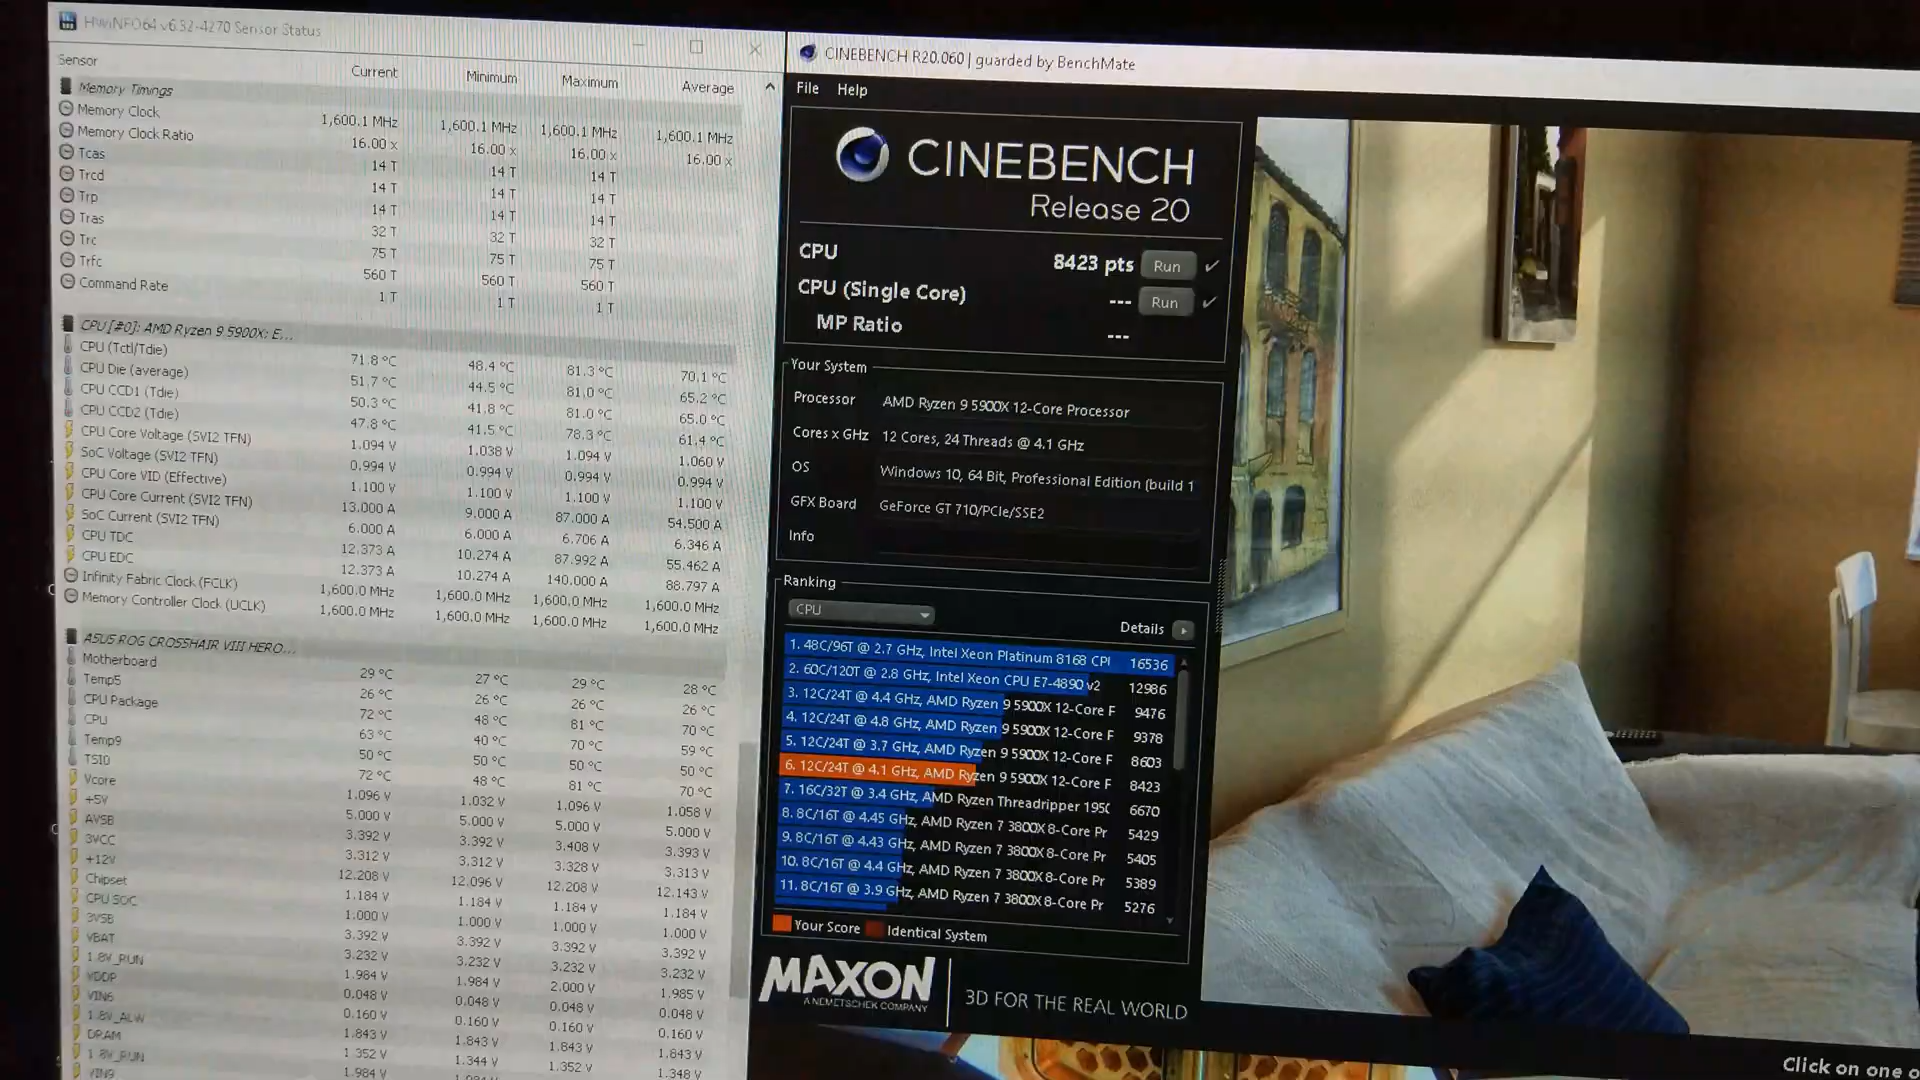 HWiNFO64 v6.32-4270 Sensor Status
Sensor Current Minimum Maximum Average
Memory Timings
Memory Clock 1,600.1 MHz 1,600.1 MHz 1,600.1 MHz 1,600.1 MHz
Memory Clock Ratio 16.00 x 16.00 x 16.00 x 16.00 x
Tcas 14 T 14 T 14 T
Trcd 14 T 14 T 14 T
Trp 14 T 14 T 14 T
Tras 32 T 32 T 32 T
Trc 75 T 75 T 75 T
Trfc 560 T 560 T 560 T
Command Rate 1 T 1 T 1 T
CPU [#0]: AMD Ryzen 9 5900X: E...
CPU (Tctl/Tdie) 71.8 °C 48.4 °C 81.3 °C 70.1 °C
CPU Die (average) 51.7 °C 44.5 °C 81.0 °C 65.2 °C
CPU CCD1 (Tdie) 50.3 °C 41.8 °C 81.0 °C 65.0 °C
CPU CCD2 (Tdie) 47.8 °C 41.5 °C 78.3 °C 61.4 °C
CPU Core Voltage (SVI2 TFN) 1.094 V 1.038 V 1.094 V 1.060 V
SoC Voltage (SVI2 TFN) 0.994 V 0.994 V 0.994 V 0.994 V
CPU Core VID (Effective) 1.100 V 1.100 V 1.100 V 1.100 V
CPU Core Current (SVI2 TFN) 13.000 A 9.000 A 87.000 A 54.500 A
SoC Current (SVI2 TFN) 6.000 A 6.000 A 6.706 A 6.346 A
CPU TDC 12.373 A 10.274 A 87.992 A 55.462 A
CPU EDC 12.373 A 10.274 A 140.000 A 88.797 A
Infinity Fabric Clock (FCLK) 1,600.0 MHz 1,600.0 MHz 1,600.0 MHz 1,600.0 MHz
Memory Controller Clock (UCLK) 1,600.0 MHz 1,600.0 MHz 1,600.0 MHz 1,600.0 MHz
ASUS ROG CROSSHAIR VIII HERO...
Motherboard 29 °C 27 °C 29 °C 28 °C
Temp5 26 °C 26 °C 26 °C 26 °C
CPU Package 72 °C 48 °C 81 °C 70 °C
CPU 63 °C 40 °C 70 °C 59 °C
Temp9 50 °C 50 °C 50 °C 50 °C
TSI0 72 °C 48 °C 81 °C 70 °C
Vcore 1.096 V 1.032 V 1.096 V 1.058 V
+5V 5.000 V 5.000 V 5.000 V 5.000 V
AVSB 3.392 V 3.392 V 3.408 V 3.393 V
3VCC 3.312 V 3.312 V 3.328 V 3.313 V
+12V 12.208 V 12.096 V 12.208 V 12.143 V
Chipset 1.184 V 1.184 V 1.184 V 1.184 V
CPU SOC 1.000 V 1.000 V 1.000 V 1.000 V
3VSB 3.392 V 3.392 V 3.392 V 3.392 V
VBAT 3.232 V 3.232 V 3.232 V 3.232 V
1.8V_RUN 1.984 V 1.984 V 2.000 V 1.985 V
VDDP 0.048 V 0.048 V 0.048 V 0.048 V
VIN6 0.160 V 0.160 V 0.160 V 0.160 V
1.8V_ALW 1.843 V 1.843 V 1.843 V 1.843 V
DRAM 1.352 V 1.344 V 1.352 V 1.348 V
1.8V_RUN 1.984 V
VIN9
CINEBENCH R20.060 | guarded by BenchMate
File Help
CINEBENCH
Release 20
CPU 8423 pts Run
CPU (Single Core) --- Run
MP Ratio ---
Your System
Processor AMD Ryzen 9 5900X 12-Core Processor
Cores x GHz 12 Cores, 24 Threads @ 4.1 GHz
OS Windows 10, 64 Bit, Professional Edition (build 1
GFX Board GeForce GT 710/PCIe/SSE2
Info
Ranking
CPU
Details
1. 48C/96T @ 2.7 GHz, Intel Xeon Platinum 8168 CPI 16536
2. 60C/120T @ 2.8 GHz, Intel Xeon CPU E7-4890 v2 12986
3. 12C/24T @ 4.4 GHz, AMD Ryzen 9 5900X 12-Core F 9476
4. 12C/24T @ 4.8 GHz, AMD Ryzen 9 5900X 12-Core F 9378
5. 12C/24T @ 3.7 GHz, AMD Ryzen 9 5900X 12-Core F 8603
6. 12C/24T @ 4.1 GHz, AMD Ryzen 9 5900X 12-Core F 8423
7. 16C/32T @ 3.4 GHz, AMD Ryzen Threadripper 195( 6670
8. 8C/16T @ 4.45 GHz, AMD Ryzen 7 3800X 8-Core Pr 5429
9. 8C/16T @ 4.43 GHz, AMD Ryzen 7 3800X 8-Core Pr 5405
10. 8C/16T @ 4.4 GHz, AMD Ryzen 7 3800X 8-Core Pr 5389
11. 8C/16T @ 3.9 GHz, AMD Ryzen 7 3800X 8-Core Pr 5276
Your Score Identical System
MAXON
A NEMETSCHEK COMPANY
3D FOR THE REAL WORLD
Click on one o